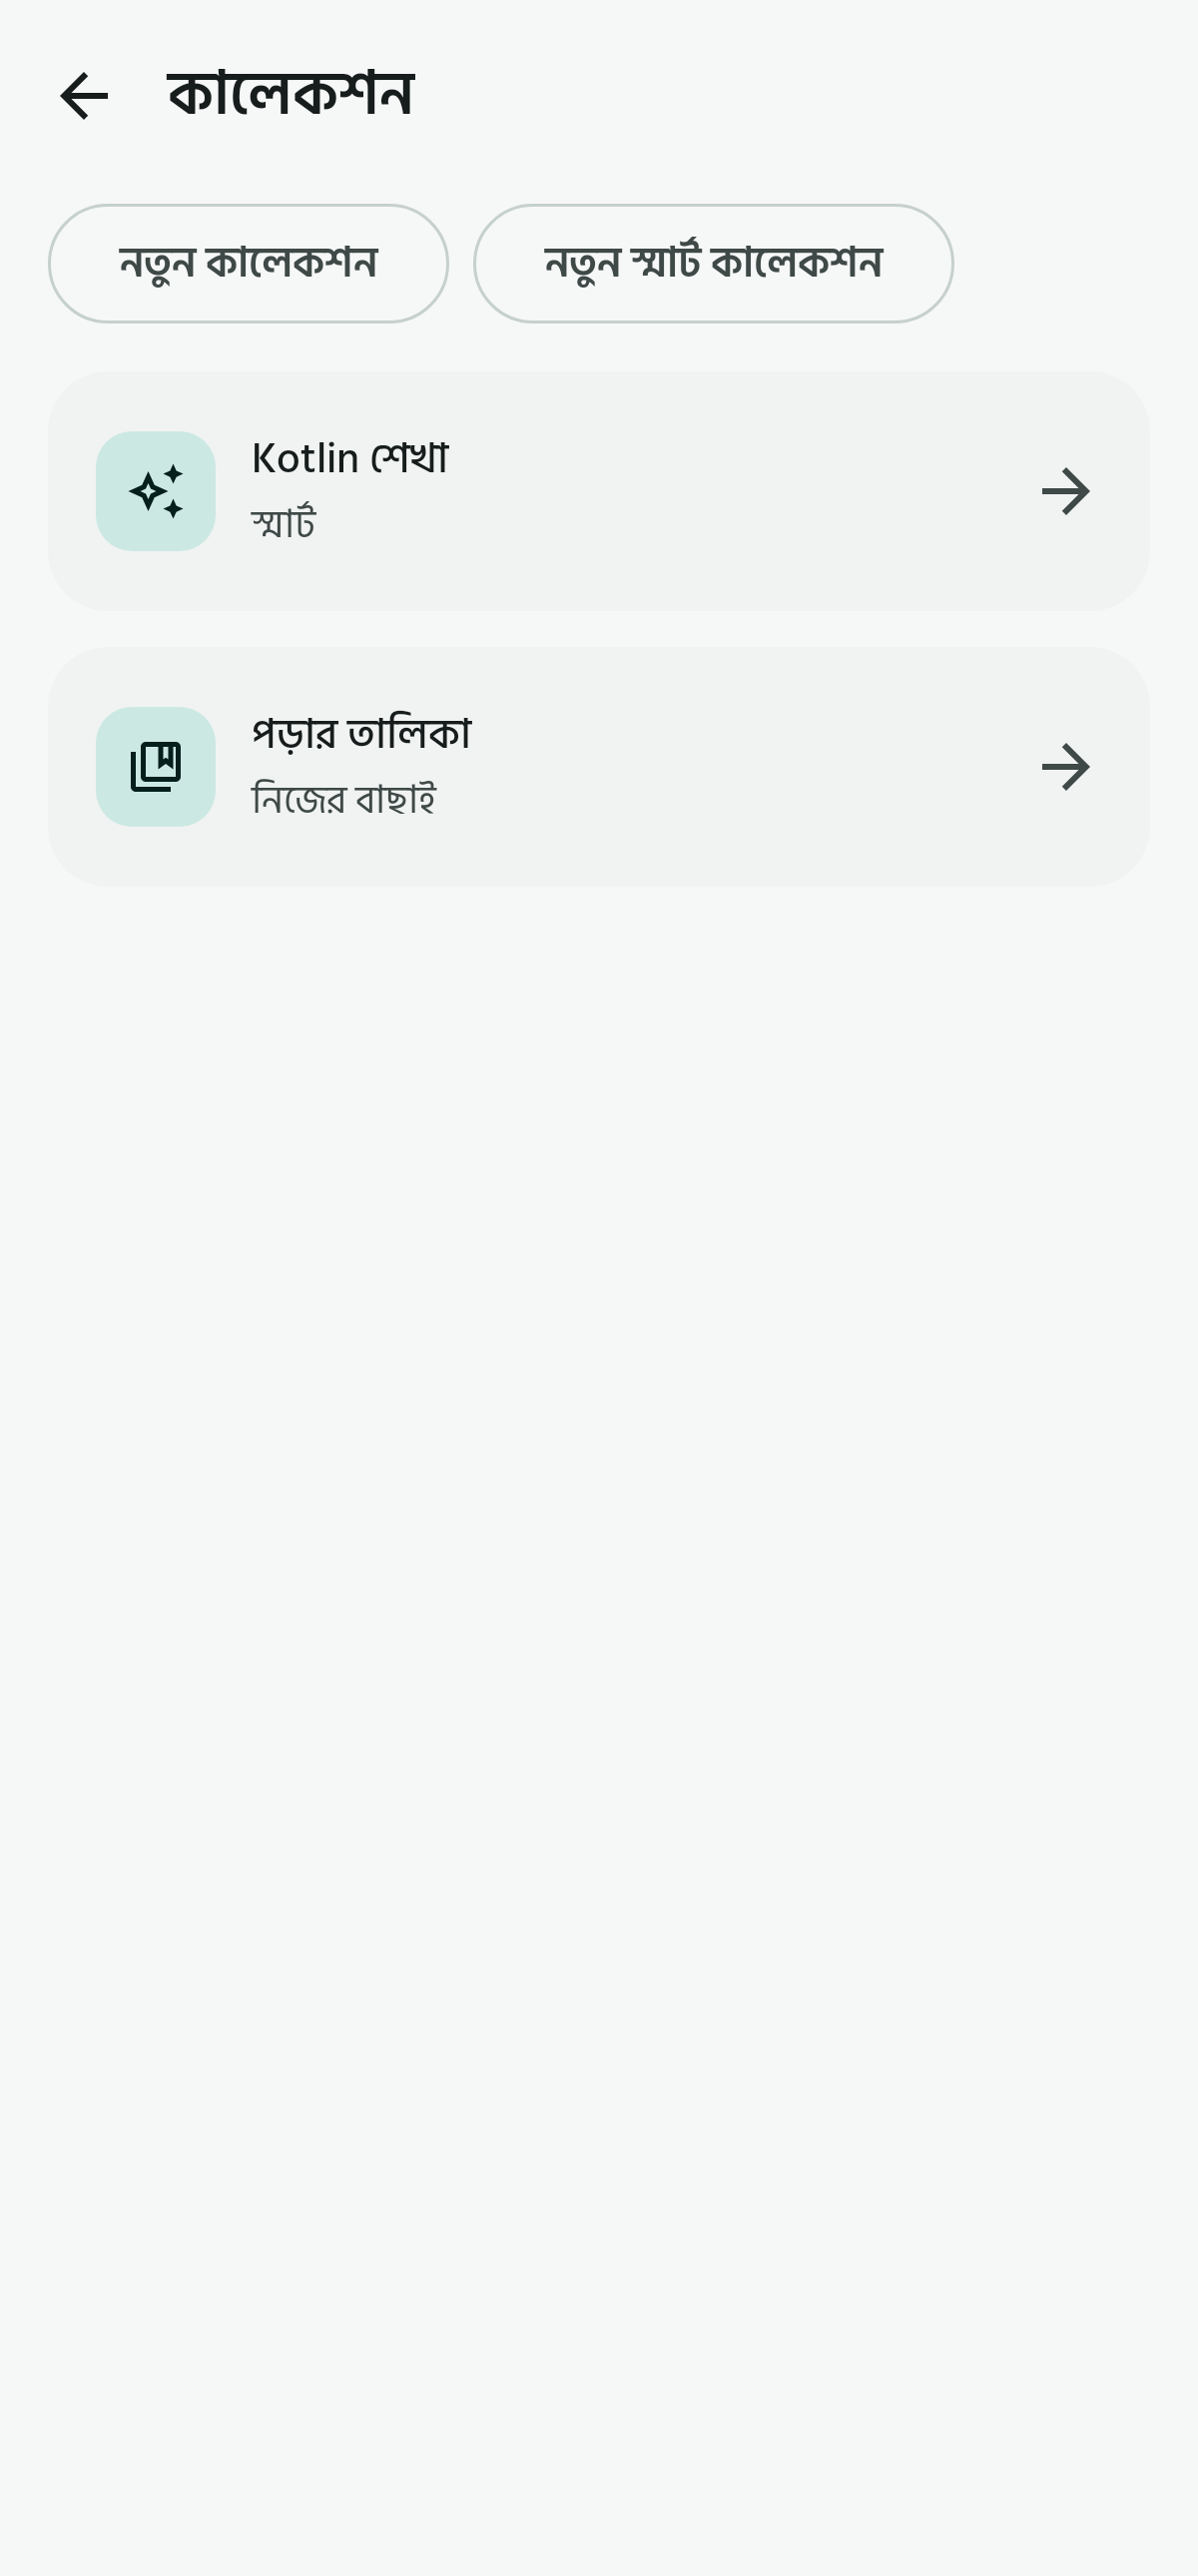 কালেকশন
নতুন কালেকশন
নতুন স্মার্ট কালেকশন
Kotlin শেখা
স্মার্ট
পড়ার তালিকা
নিজের বাছাই